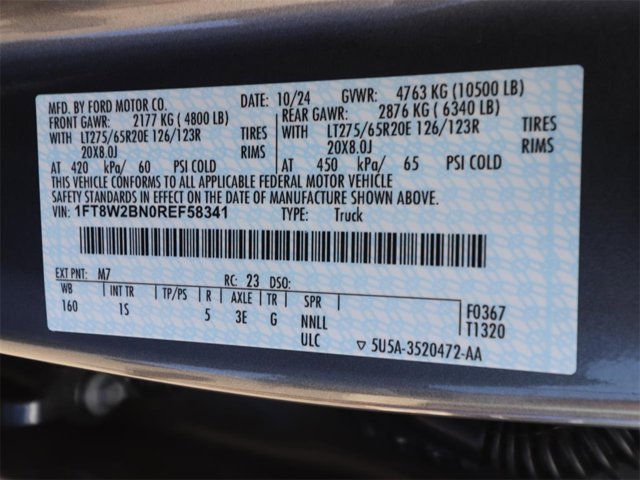 MFD. BY FORD MOTOR CO. DATE: 10/24 GVWR: 4763 KG (10500 LB)
FRONT GAWR: 2177 KG (4800 LB) REAR GAWR: 2876 KG (6340 LB)
WITH LT275/65R20E 126/123R TIRES WITH LT275/65R20E 126/123R TIRES
20X8.0J RIMS 20X8.0J RIMS
AT 420 kPa/ 60 PSI COLD AT 450 kPa/ 65 PSI COLD
THIS VEHICLE CONFORMS TO ALL APPLICABLE FEDERAL MOTOR VEHICLE
SAFETY STANDARDS IN EFFECT ON THE DATE OF MANUFACTURE SHOWN ABOVE.
VIN: 1FT8W2BN0REF58341 TYPE: Truck
EXT PNT: M7 RC: 23 DSO:
WB INT TR TP/PS R AXLE TR SPR
160 1S 5 3E G NNLL
ULC
F0367
T1320
5U5A-3520472-AA